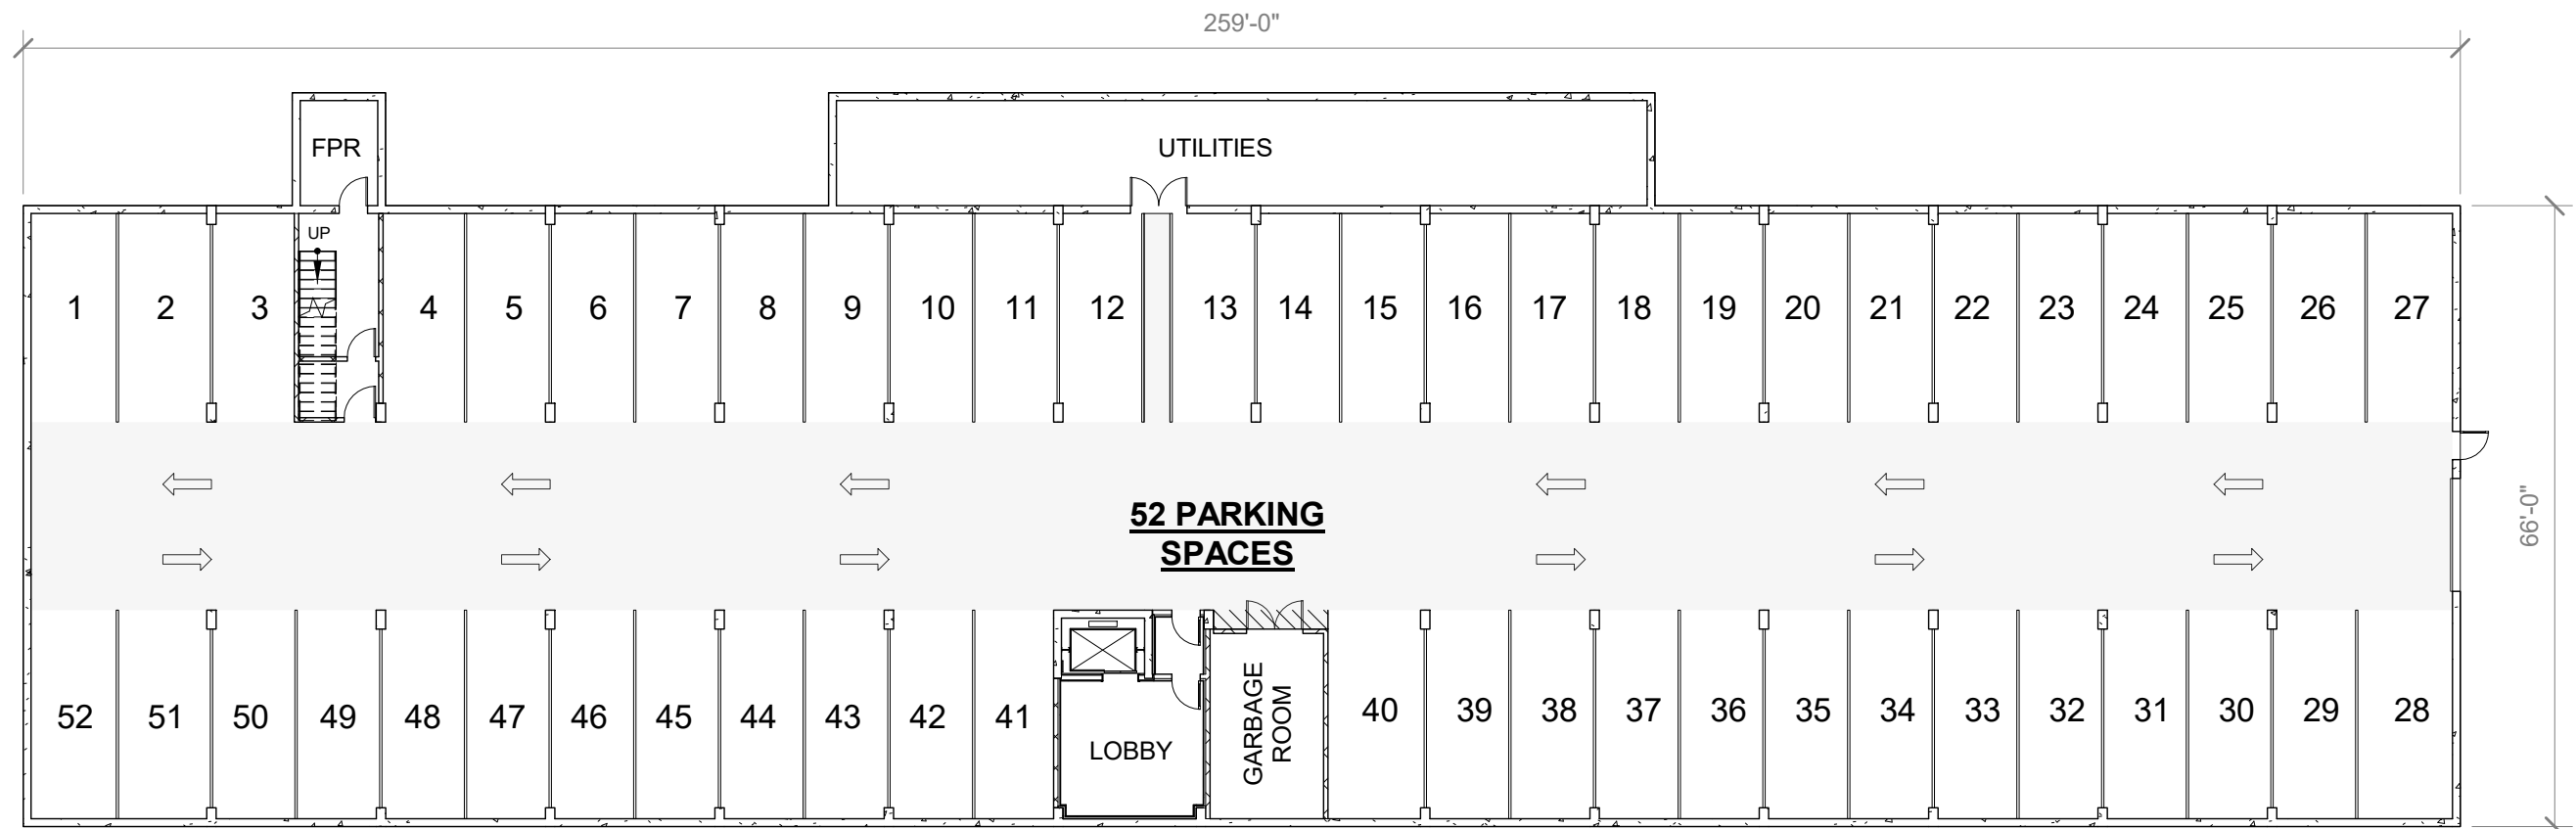 259'-0"
FPR
UTILITIES
UP
1 2 3 4 5 6 7 8 9 10 11 12 13 14 15 16 17 18 19 20 21 22 23 24 25 26 27
52 PARKING
SPACES
66'-0"
52 51 50 49 48 47 46 45 44 43 42 41 40 39 38 37 36 35 34 33 32 31 30 29 28
LOBBY
GARBAGE
ROOM